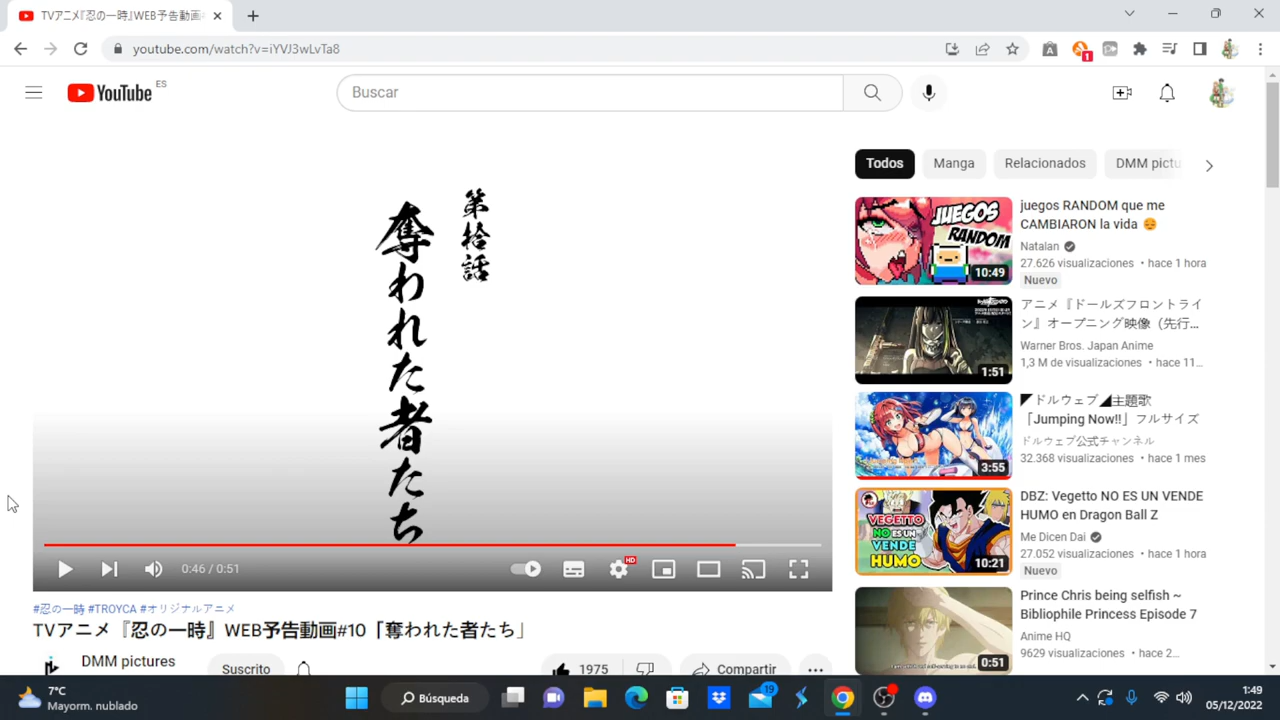 TVアニメ『忍の一時』WEB予告動画#
youtube.com/watch?v=iYVJ3wLvTa8
1
YouTube ES
Buscar
第拾話
奪われた者たち
0:46 / 0:51
HD
#忍の一時 #TROYCA #オリジナルアニメ
TVアニメ『忍の一時』WEB予告動画#10「奪われた者たち」
DMM pictures
Suscrito
1975
Compartir
Todos
Manga
Relacionados
DMM pictu
JUEGOS
RANDOM
10:49
juegos RANDOM que me
CAMBIARON la vida 😔
Natalan
27.626 visualizaciones • hace 1 hora
Nuevo
1:51
アニメ『ドールズフロントライ
ン』オープニング映像（先行...
Warner Bros. Japan Anime
1,3 M de visualizaciones • hace 11...
3:55
◤ドルウェブ◢主題歌
「Jumping Now!!」フルサイズ
ドルウェブ公式チャンネル
32.368 visualizaciones • hace 1 mes
VEGETTO
NO ES UN
VENDE
HUMO
10:21
DBZ: Vegetto NO ES UN VENDE
HUMO en Dragon Ball Z
Me Dicen Dai
27.052 visualizaciones • hace 1 hora
Nuevo
0:51
Prince Chris being selfish ~
Bibliophile Princess Episode 7
Anime HQ
9629 visualizaciones • hace 2...
7°C
Mayorm. nublado
Búsqueda
19
1:49
05/12/2022